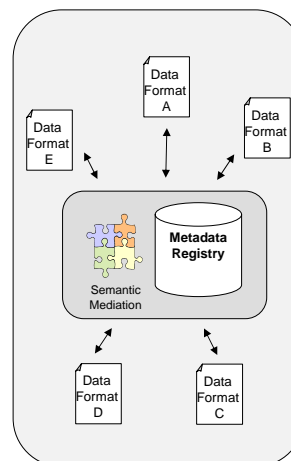 Data
Format
A
Data
Format
E
Data
Format
B
Metadata
Registry
Semantic
Mediation
Data
Format
D
Data
Format
C